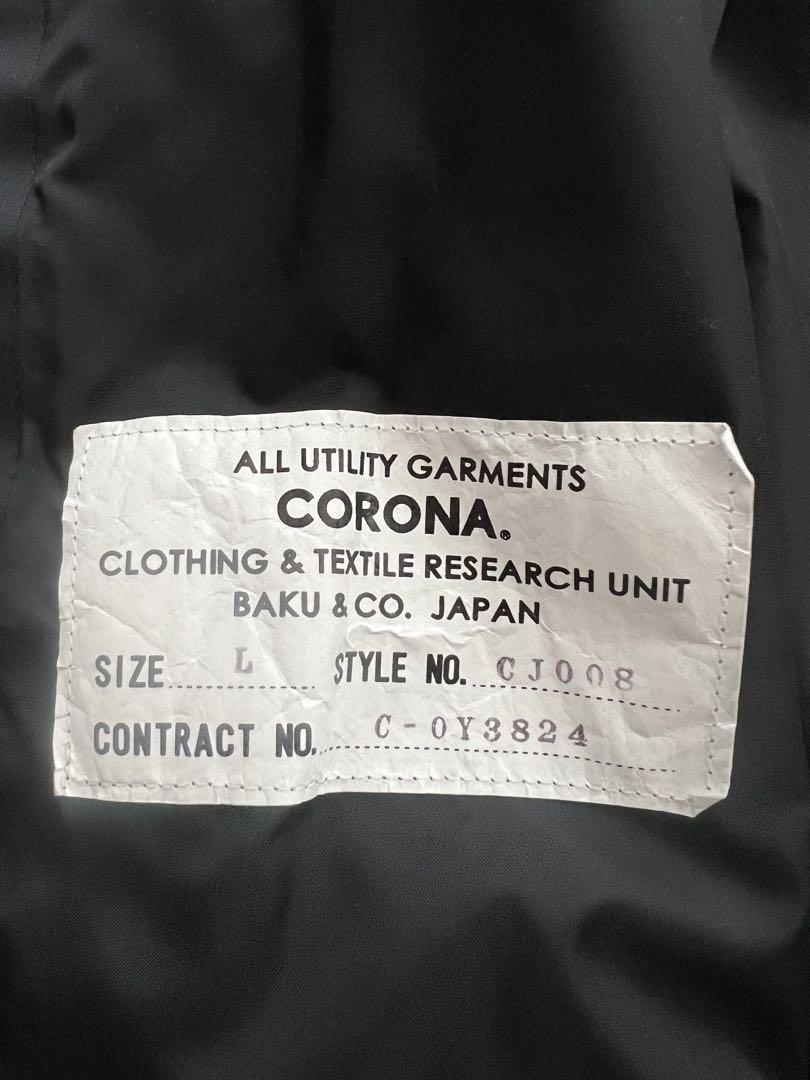 ALL UTILITY GARMENTS
CORONA.®
CLOTHING & TEXTILE RESEARCH UNIT
BAKU & CO. JAPAN
SIZE L STYLE NO. CJ008
CONTRACT NO. C-0Y3824